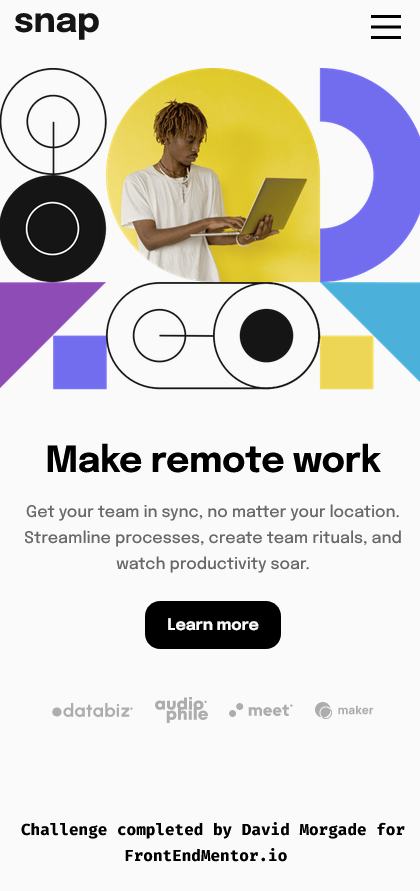 snap
Make remote work
Get your team in sync, no matter your location.
Streamline processes, create team rituals, and
watch productivity soar.
Learn more
databiz
audio
phile
meet
maker
Challenge completed by David Morgade for
FrontEndMentor.io